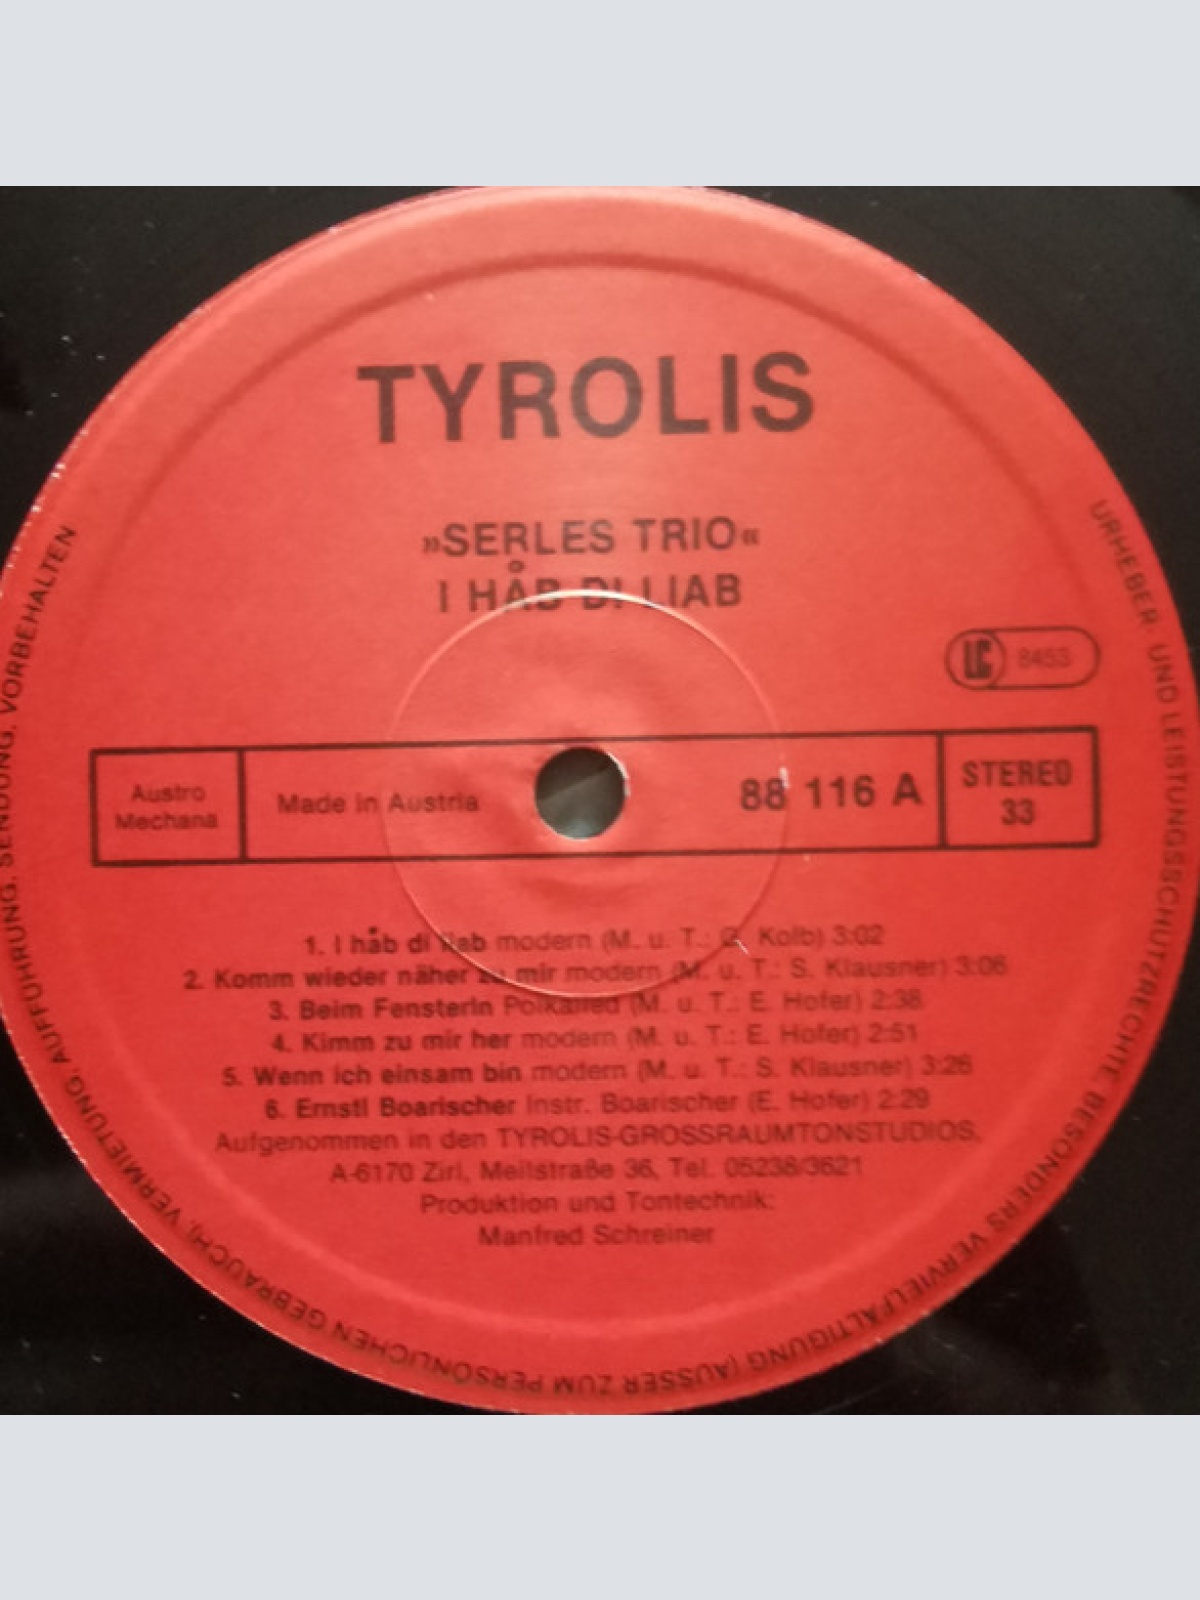 TYROLIS
»SERLES TRIO«
I HÅB DI LIAB
LC 8453
Austro
Mechana
Made in Austria
88 116 A
STEREO
33
1. I håb di liab modern (M. u. T.: G. Kolb) 3:02
2. Komm wieder näher zu mir modern (M. u. T.: S. Klausner) 3:06
3. Beim Fensterln Polkalied (M. u. T.: E. Hofer) 2:38
4. Kimm zu mir her modern (M. u. T.: E. Hofer) 2:51
5. Wenn ich einsam bin modern (M. u. T.: S. Klausner) 3:26
6. Ernstl Boarischer Instr. Boarischer (E. Hofer) 2:29
Aufgenommen in den TYROLIS-GROSSRAUMTONSTUDIOS,
A-6170 Zirl, Meilstraße 36, Tel. 05238/3621
Produktion und Tontechnik:
Manfred Schreiner
URHEBER- UND LEISTUNGSSCHUTZRECHTE, BESONDERS VERVIELFÄLTIGUNG (AUSSER ZUM PERSÖNLICHEN GEBRAUCH), VERMIETUNG, AUFFÜHRUNG, SENDUNG, VORBEHALTEN